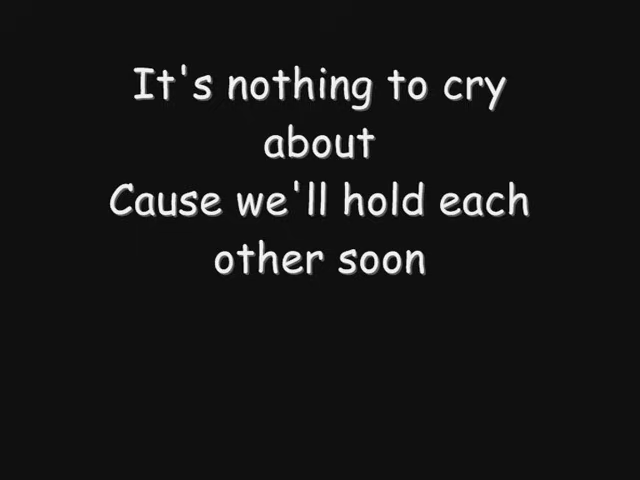 It's nothing to cry
about
Cause we'll hold each
other soon